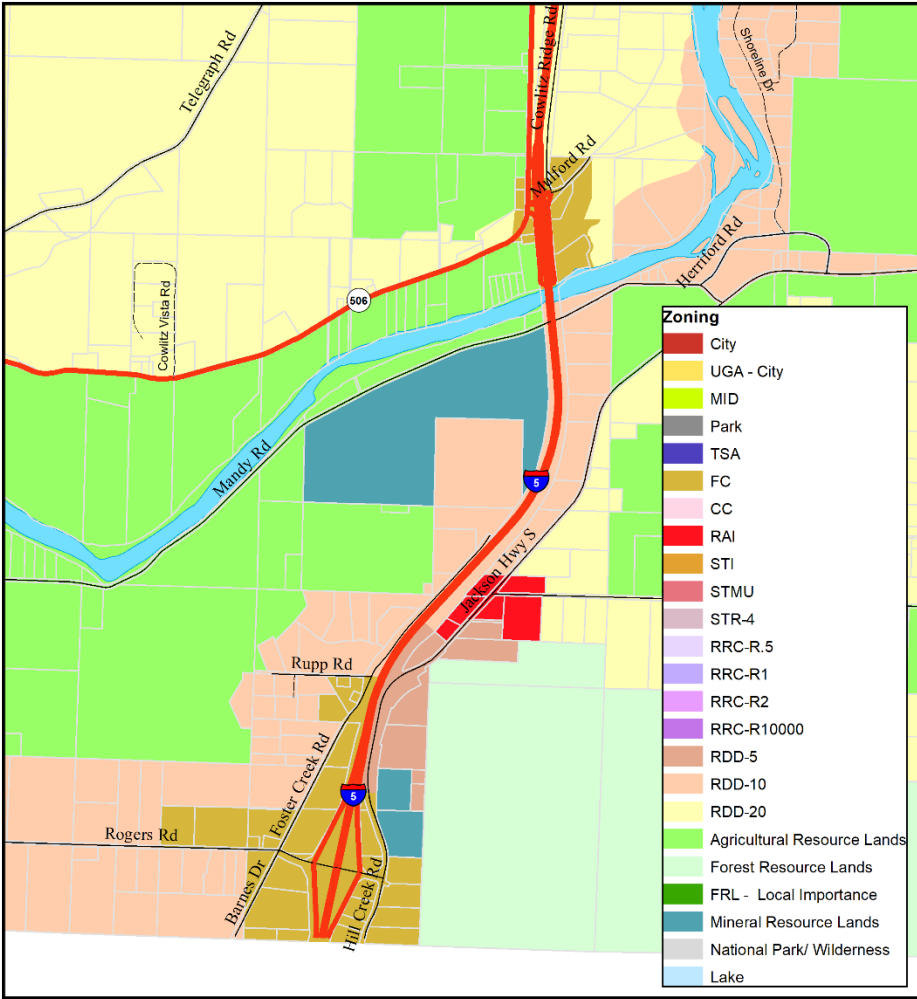 Telegraph Rd
Cowlitz Ridge Rd
Shoreline Dr
Mulford Rd
Herriford Rd
506
Cowlitz Vista Rd
Mandy Rd
5
Jackson Hwy S
Rupp Rd
Foster Creek Rd
5
Rogers Rd
Barnes Dr
Hill Creek Rd
Zoning
City
UGA - City
MID
Park
TSA
FC
CC
RAI
STI
STMU
STR-4
RRC-R.5
RRC-R1
RRC-R2
RRC-R10000
RDD-5
RDD-10
RDD-20
Agricultural Resource Lands
Forest Resource Lands
FRL - Local Importance
Mineral Resource Lands
National Park/ Wilderness
Lake